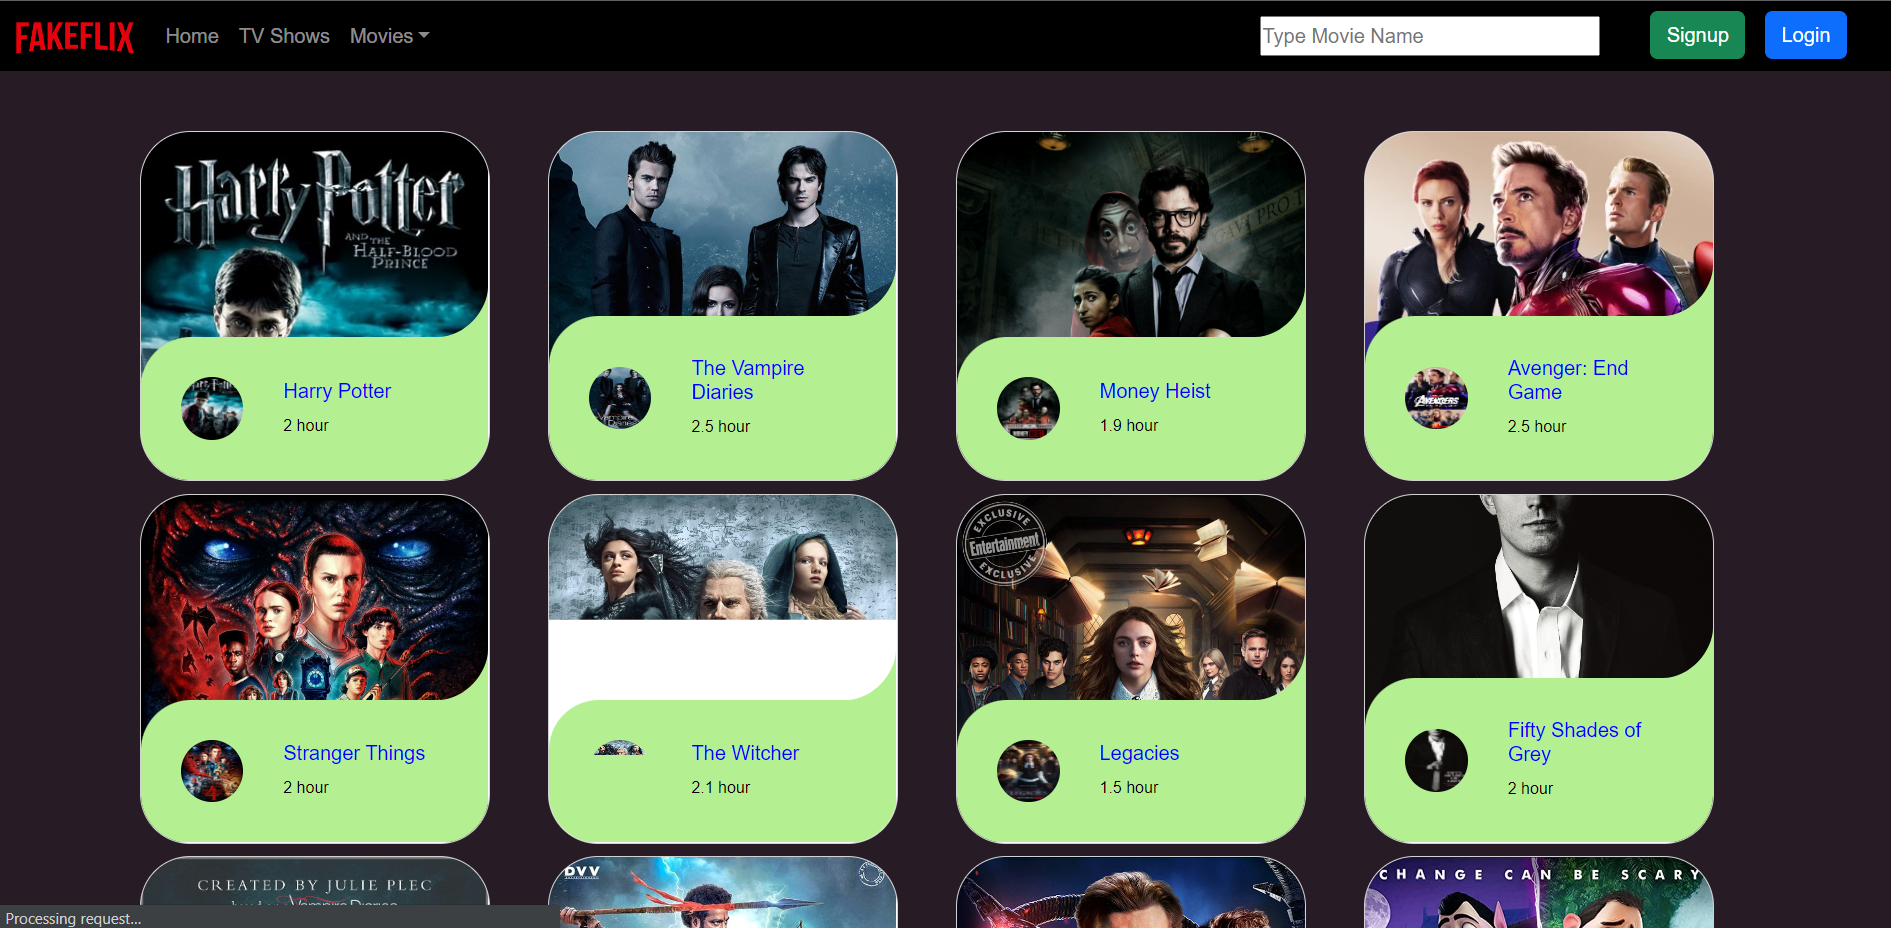 FAKEFLIX Home TV Shows Movies Type Movie Name Signup Login
Harry Potter
AND THE
HALF-BLOOD
PRINCE
Harry Potter
2 hour
The Vampire
Diaries
2.5 hour
Money Heist
1.9 hour
AVENGERS
Avenger: End
Game
2.5 hour
Stranger Things
2 hour
The Witcher
2.1 hour
EXCLUSIVE
Entertainment
EXCLUSIVE
Legacies
1.5 hour
Fifty Shades of
Grey
2 hour
CREATED BY JULIE PLEC
DVV
CHANGE CAN BE SCARY
Processing request...